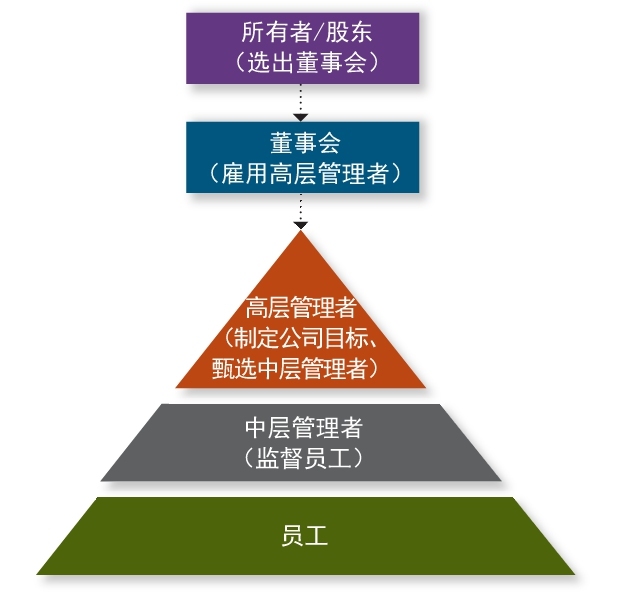 所有者/股东
（选出董事会）
董事会
（雇用高层管理者）
高层管理者
（制定公司目标、
甄选中层管理者）
中层管理者
（监督员工）
员工